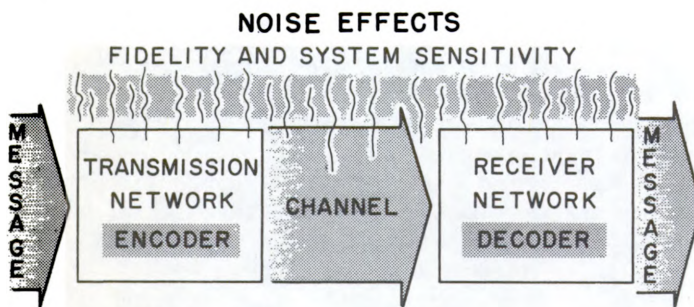 NOISE EFFECTS
FIDELITY AND SYSTEM SENSITIVITY
MESSAGE
TRANSMISSION
NETWORK
ENCODER
CHANNEL
RECEIVER
NETWORK
DECODER
MESSAGE